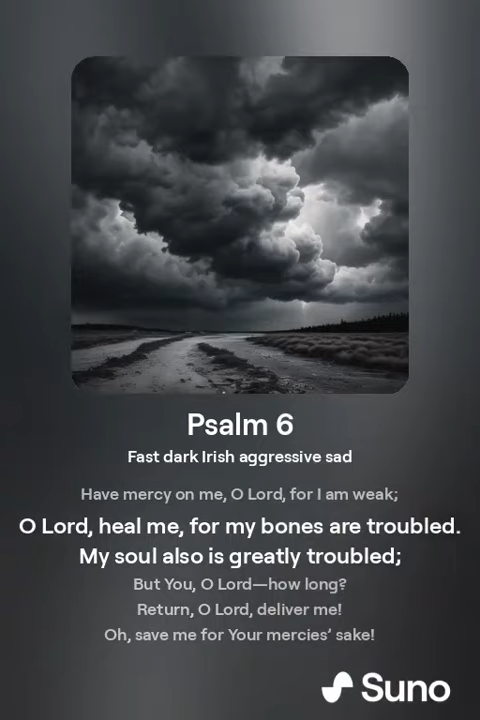 Psalm 6
Fast dark Irish aggressive sad
Have mercy on me, O Lord, for I am weak;
O Lord, heal me, for my bones are troubled.
My soul also is greatly troubled;
But You, O Lord—how long?
Return, O Lord, deliver me!
Oh, save me for Your mercies’ sake!
Suno